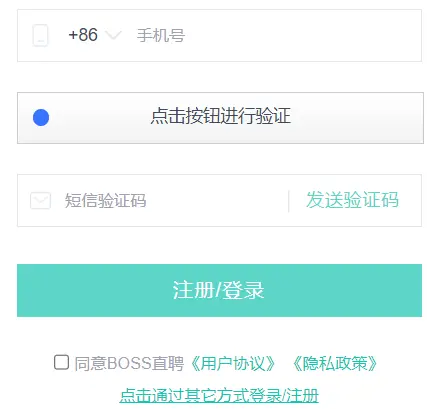 +86 手机号
点击按钮进行验证
短信验证码 发送验证码
注册/登录
同意BOSS直聘《用户协议》 《隐私政策》
点击通过其它方式登录/注册